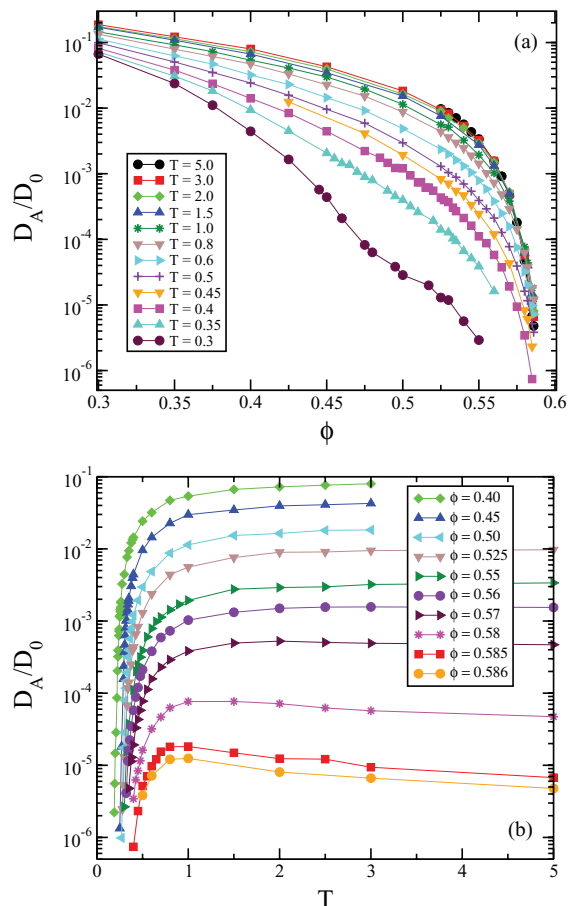 (a)
D_A/D_0
10^-1
10^-2
10^-3
10^-4
10^-5
10^-6
T = 5.0
T = 3.0
T = 2.0
T = 1.5
T = 1.0
T = 0.8
T = 0.6
T = 0.5
T = 0.45
T = 0.4
T = 0.35
T = 0.3
0.3 0.35 0.4 0.45 0.5 0.55 0.6
ϕ
10^-1
10^-2
10^-3
10^-4
10^-5
10^-6
D_A/D_0
ϕ = 0.40
ϕ = 0.45
ϕ = 0.50
ϕ = 0.525
ϕ = 0.55
ϕ = 0.56
ϕ = 0.57
ϕ = 0.58
ϕ = 0.585
ϕ = 0.586
(b)
0 1 2 3 4 5
T